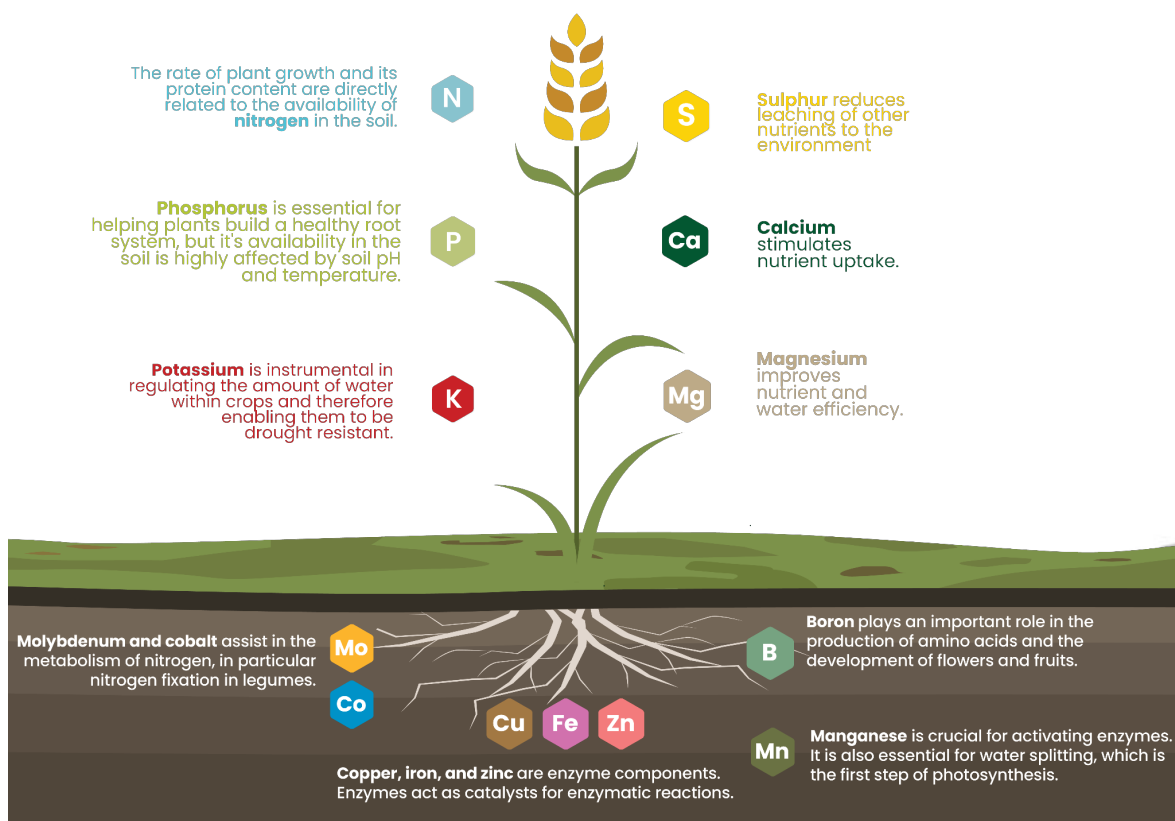 The rate of plant growth and its
protein content are directly
related to the availability of
nitrogen in the soil.
N
S
Sulphur reduces
leaching of other
nutrients to the
environment
Phosphorus is essential for
helping plants build a healthy root
system, but it's availability in the
soil is highly affected by soil pH
and temperature.
P
Ca
Calcium
stimulates
nutrient uptake.
Potassium is instrumental in
regulating the amount of water
within crops and therefore
enabling them to be
drought resistant.
K
Mg
Magnesium
improves
nutrient and
water efficiency.
Molybdenum and cobalt assist in the
metabolism of nitrogen, in particular
nitrogen fixation in legumes.
Mo
Co
B
Boron plays an important role in the
production of amino acids and the
development of flowers and fruits.
Cu Fe Zn
Copper, iron, and zinc are enzyme components.
Enzymes act as catalysts for enzymatic reactions.
Mn
Manganese is crucial for activating enzymes.
It is also essential for water splitting, which is
the first step of photosynthesis.